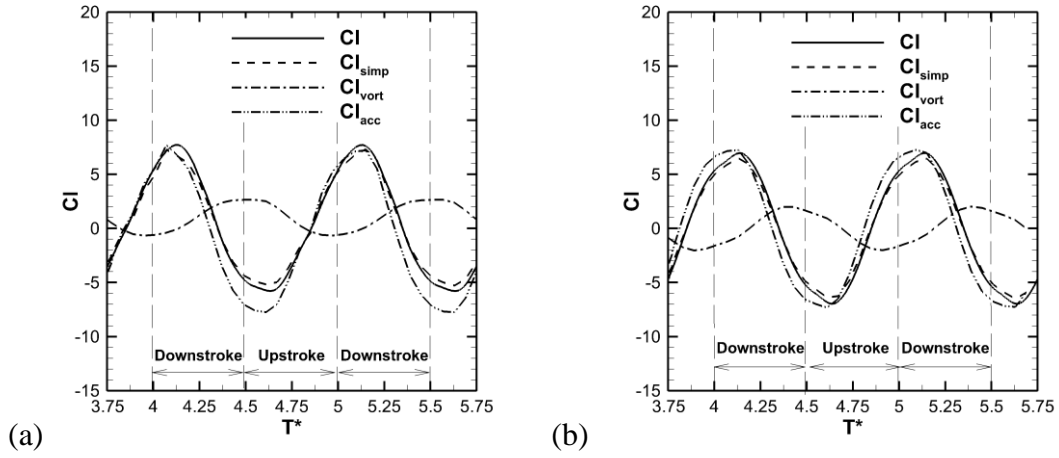 20
15
10
5
0
-5
-10
-15
Cl
Cl
Cl_simp
Cl_vort
Cl_acc
Downstroke Upstroke Downstroke
3.75 4 4.25 4.5 4.75 5 5.25 5.5 5.75
T*
(a)
20
15
10
5
0
-5
-10
-15
Cl
Cl
Cl_simp
Cl_vort
Cl_acc
Downstroke Upstroke Downstroke
3.75 4 4.25 4.5 4.75 5 5.25 5.5 5.75
T*
(b)